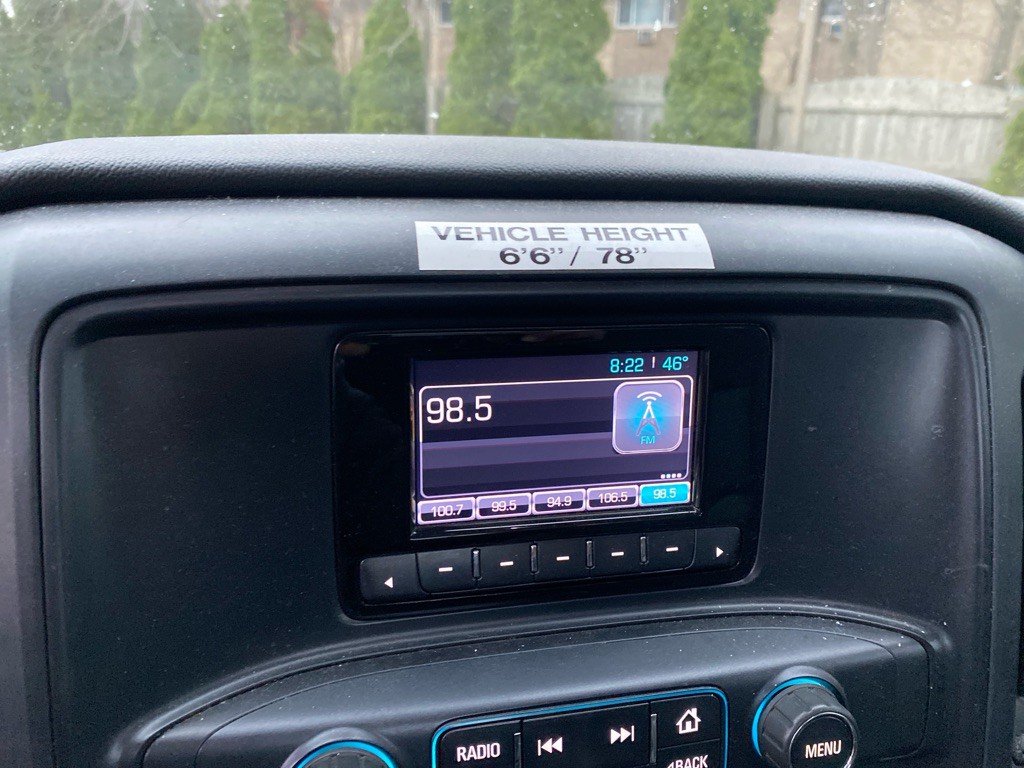 VEHICLE HEIGHT
6'6" / 78"
8:22 46°
98.5
FM
100.7 99.5 94.9 106.5 98.5
RADIO
BACK
MENU